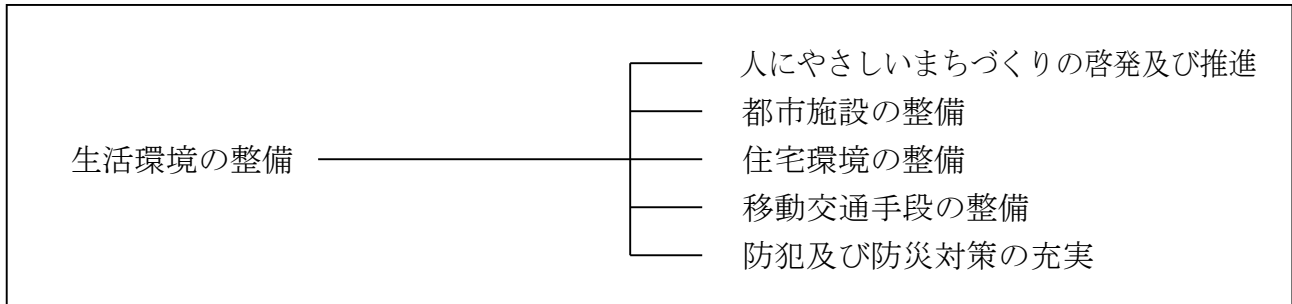 生活環境の整備
人にやさしいまちづくりの啓発及び推進
都市施設の整備
住宅環境の整備
移動交通手段の整備
防犯及び防災対策の充実